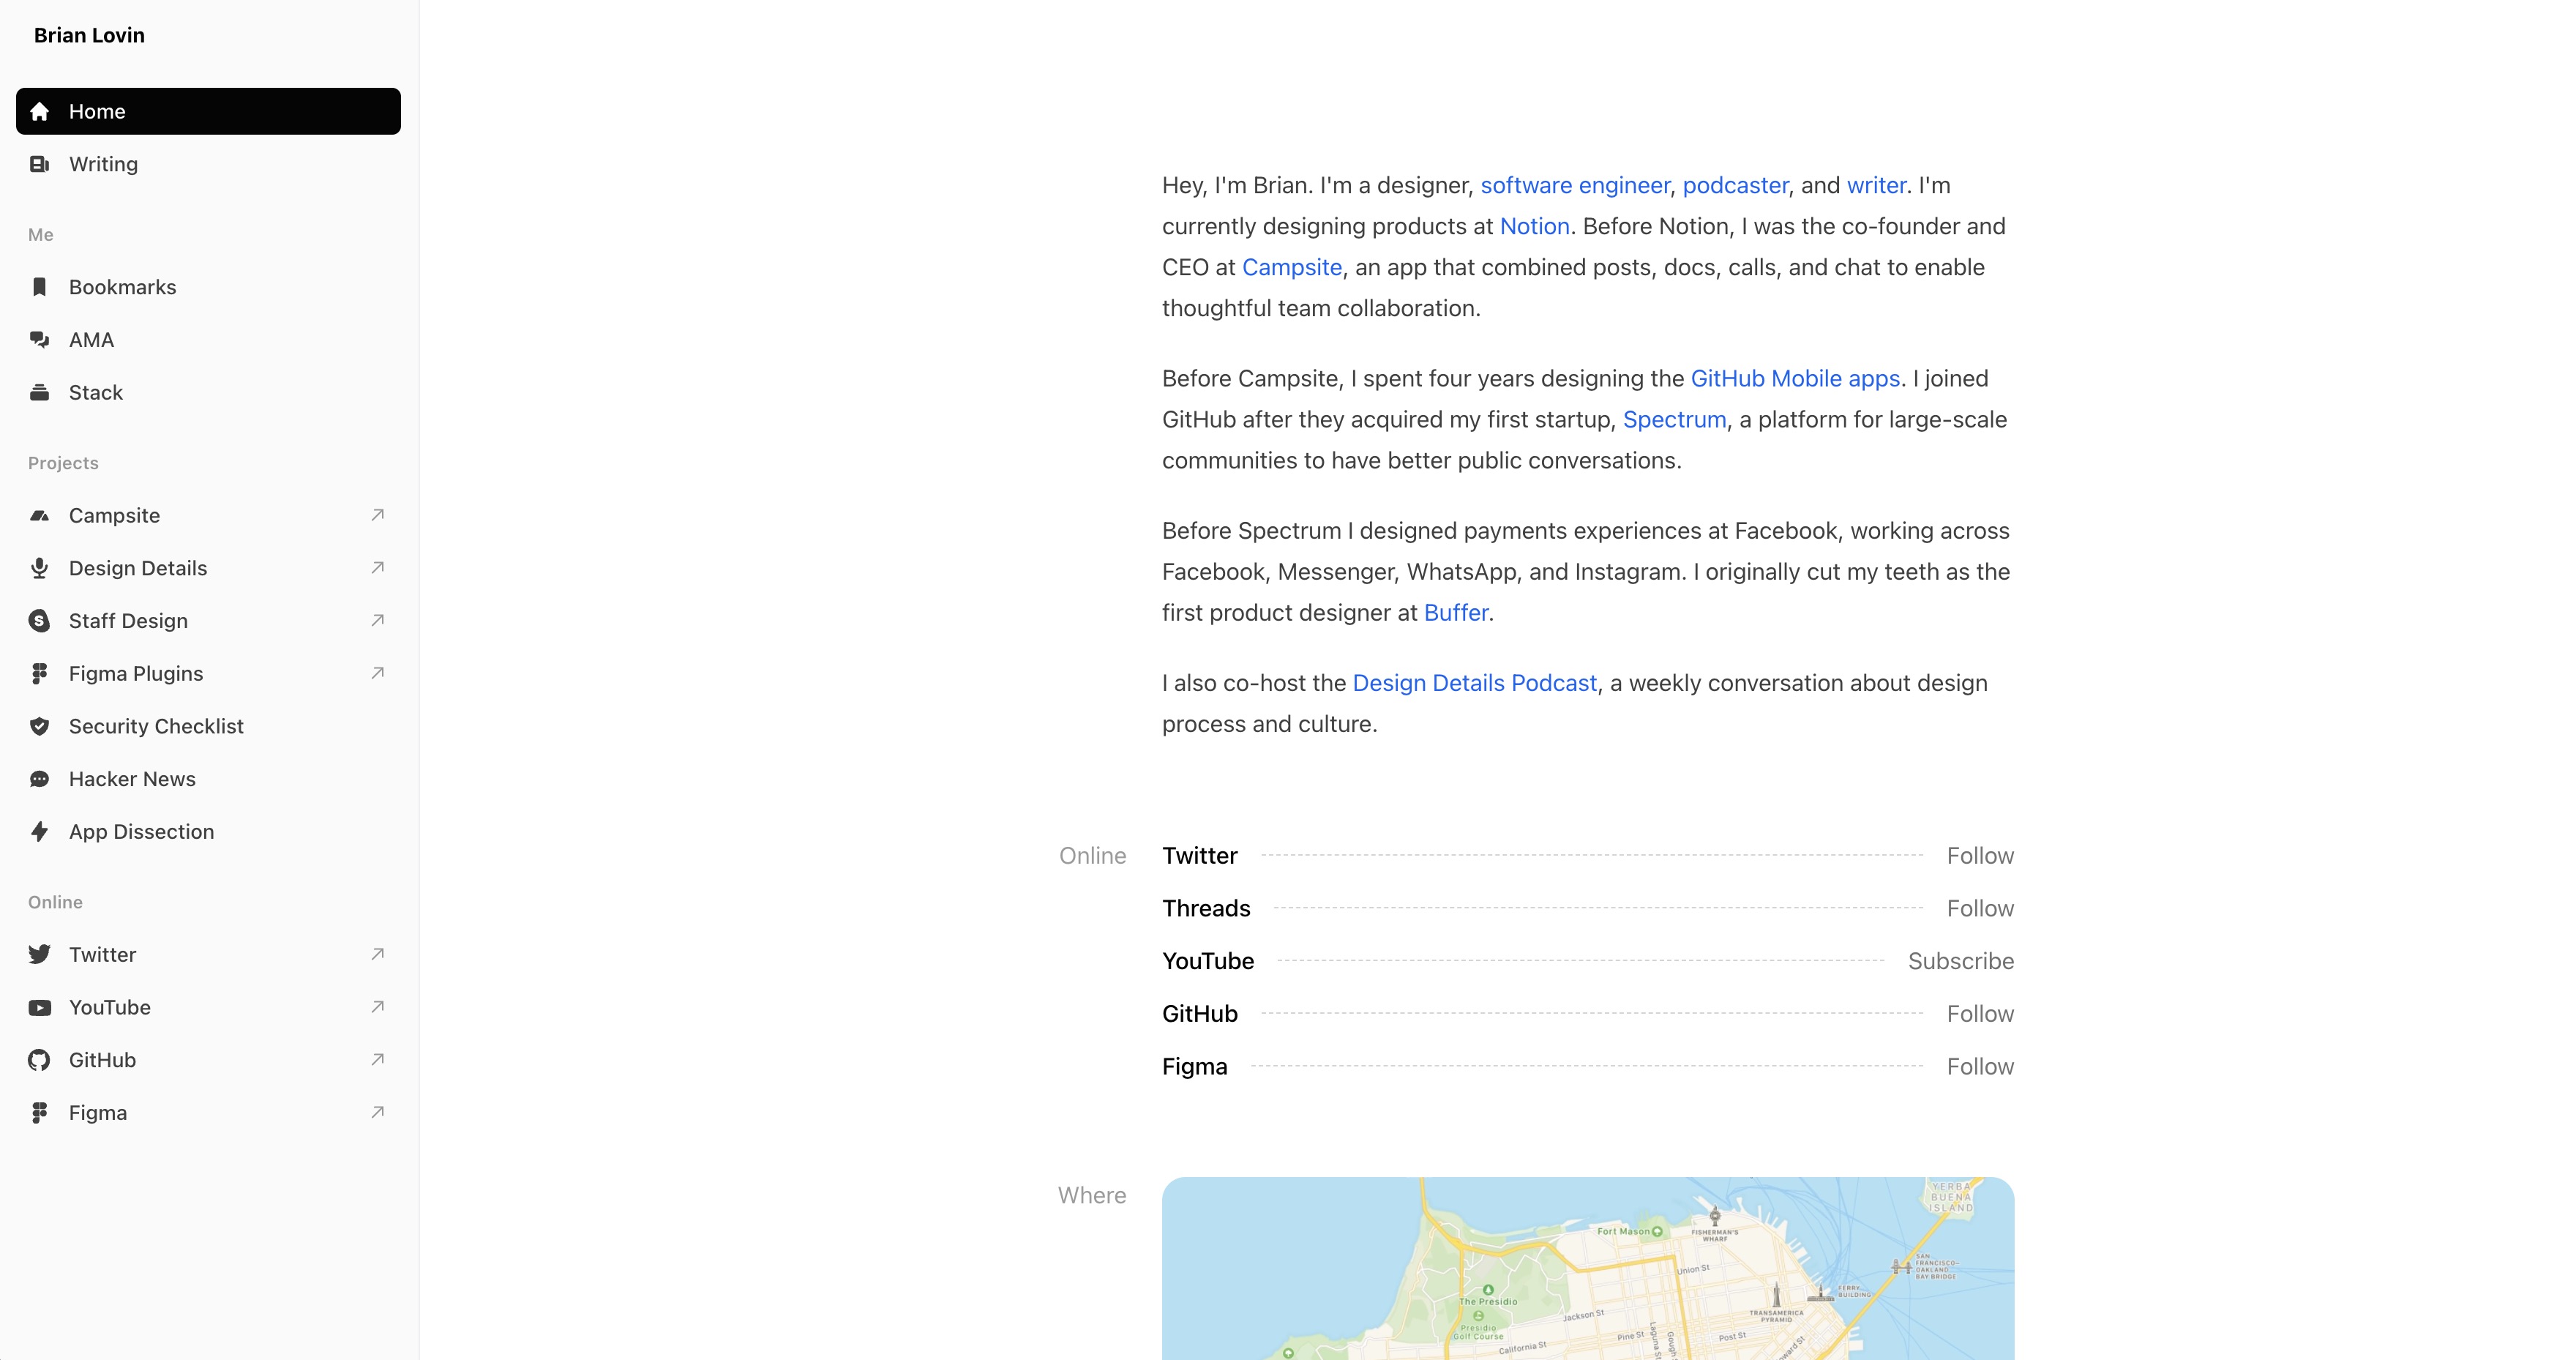 Brian Lovin
Home
Writing
Me
Bookmarks
AMA
Stack
Projects
Campsite
Design Details
Staff Design
Figma Plugins
Security Checklist
Hacker News
App Dissection
Online
Twitter
YouTube
GitHub
Figma
Hey, I'm Brian. I'm a designer, software engineer, podcaster, and writer. I'm
currently designing products at Notion. Before Notion, I was the co-founder and
CEO at Campsite, an app that combined posts, docs, calls, and chat to enable
thoughtful team collaboration.
Before Campsite, I spent four years designing the GitHub Mobile apps. I joined
GitHub after they acquired my first startup, Spectrum, a platform for large-scale
communities to have better public conversations.
Before Spectrum I designed payments experiences at Facebook, working across
Facebook, Messenger, WhatsApp, and Instagram. I originally cut my teeth as the
first product designer at Buffer.
I also co-host the Design Details Podcast, a weekly conversation about design
process and culture.
Online
Twitter Follow
Threads Follow
YouTube Subscribe
GitHub Follow
Figma Follow
Where
YERBA
BUENA
ISLAND
Fort Mason
FISHERMAN'S
WHARF
SAN
FRANCISCO–
OAKLAND
BAY BRIDGE
Union St
The Presidio
FERRY
BUILDING
TRANSAMERICA
PYRAMID
Jackson St
Presidio
Golf Course
California St
Pine St
Laguna St
Gough S
Post St
oward St